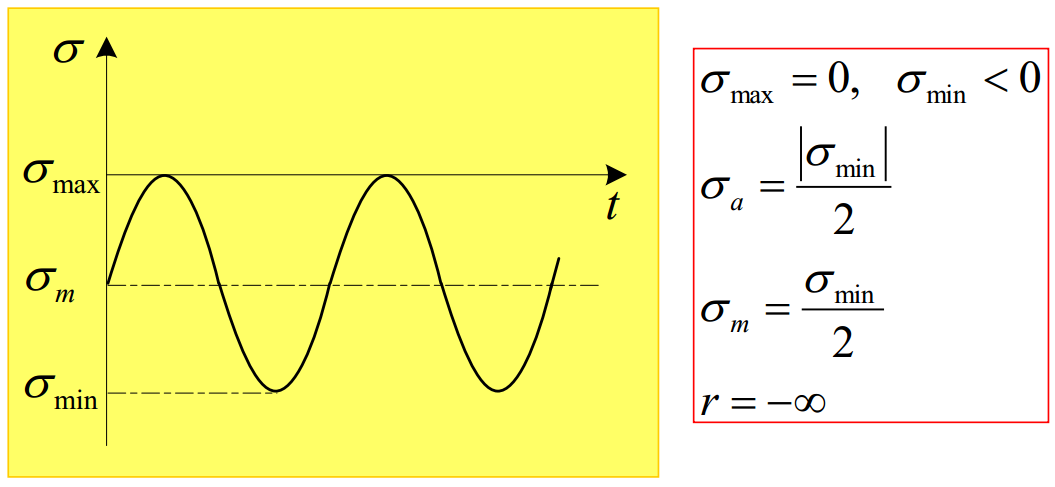 σ
σmax
t
σm
σmin
σmax = 0, σmin < 0
σa = |σmin| / 2
σm = σmin / 2
r = −∞